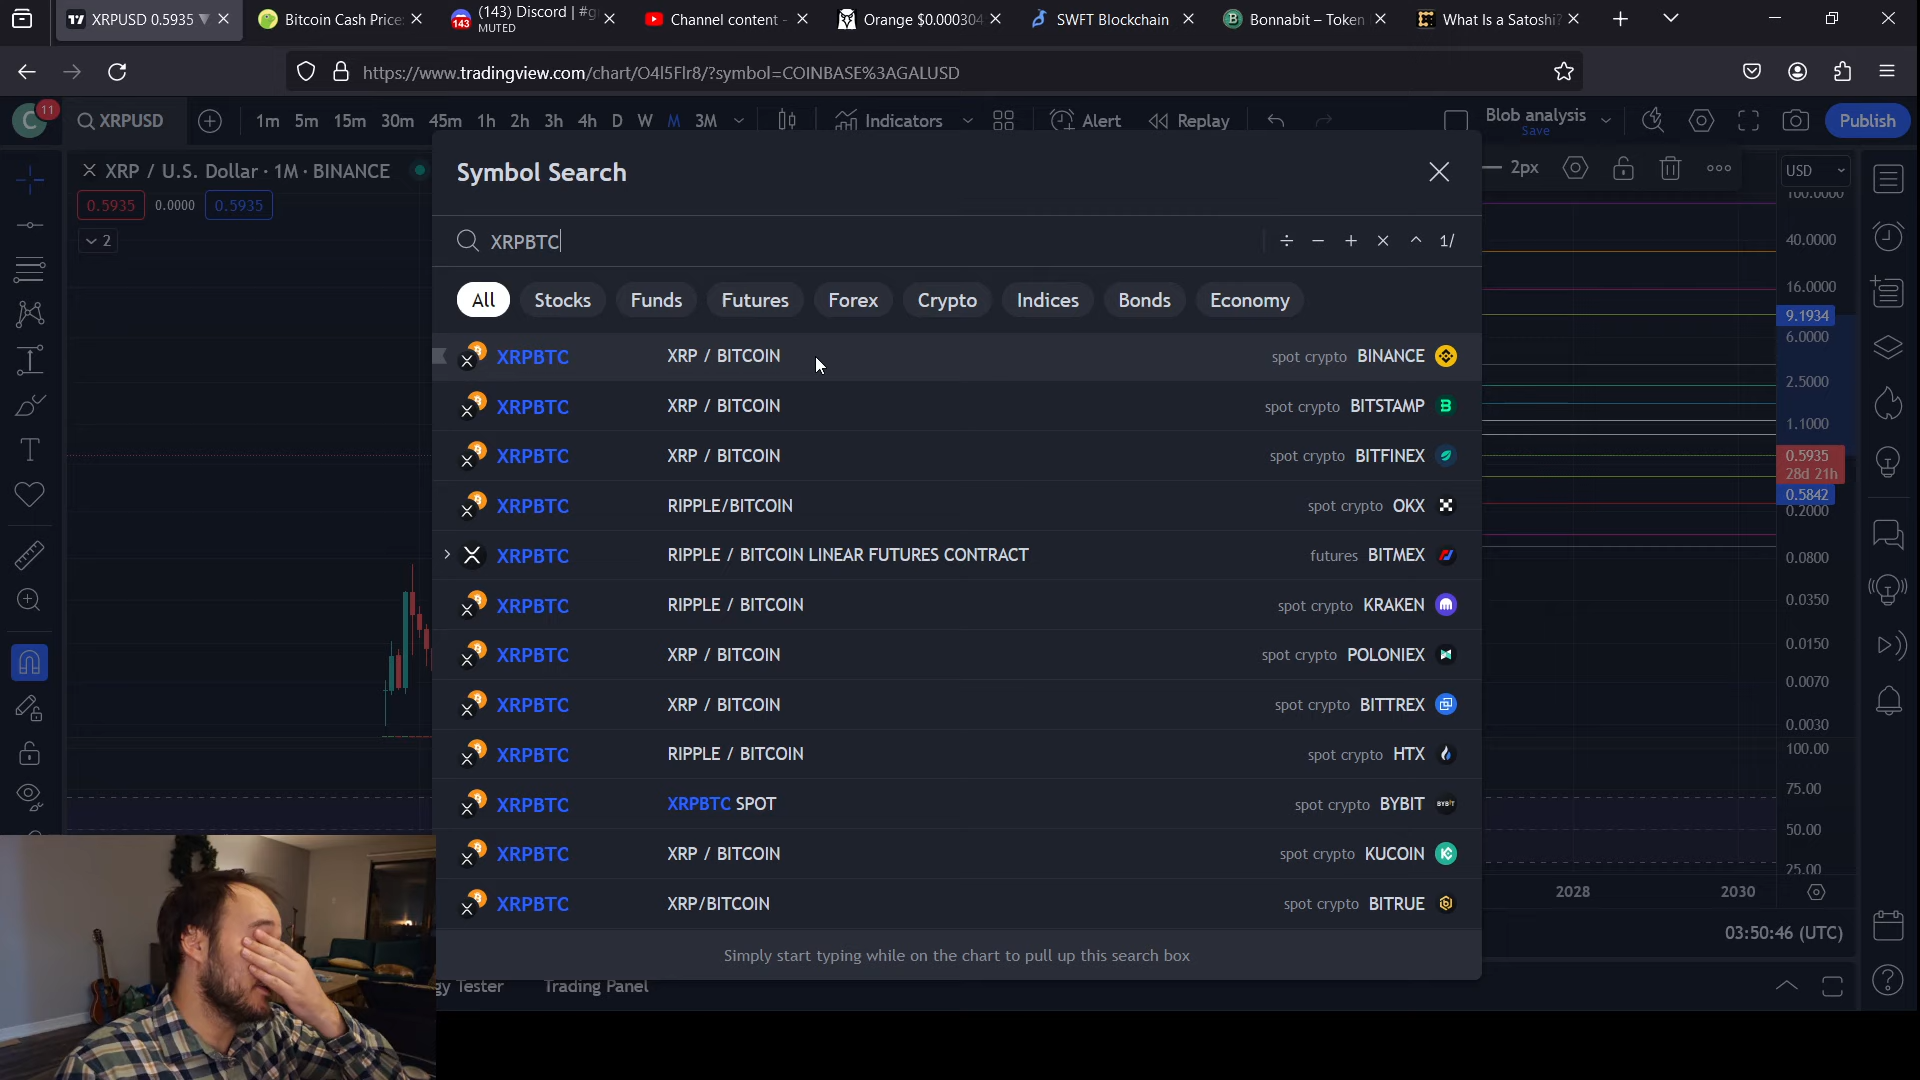 XRPUSD 0.5935 ▼
Bitcoin Cash Price:
(143) Discord | #g
MUTED
Channel content -
Orange $0.000304
SWFT Blockchain
Bonnabit – Token
What Is a Satoshi?
https://www.tradingview.com/chart/O4l5Flr8/?symbol=COINBASE%3AGALUSD
C 11
XRPUSD
1m 5m 15m 30m 45m 1h 2h 3h 4h D W M 3M
Indicators
Alert
Replay
Blob analysis
Save
Publish
XRP / U.S. Dollar · 1M · BINANCE
0.5935 0.0000 0.5935
2
2px
USD
Symbol Search
XRPBTC
÷ − + × ^ 1/
All Stocks Funds Futures Forex Crypto Indices Bonds Economy
XRPBTC XRP / BITCOIN spot crypto BINANCE
XRPBTC XRP / BITCOIN spot crypto BITSTAMP
XRPBTC XRP / BITCOIN spot crypto BITFINEX
XRPBTC RIPPLE/BITCOIN spot crypto OKX
XRPBTC RIPPLE / BITCOIN LINEAR FUTURES CONTRACT futures BITMEX
XRPBTC RIPPLE / BITCOIN spot crypto KRAKEN
XRPBTC XRP / BITCOIN spot crypto POLONIEX
XRPBTC XRP / BITCOIN spot crypto BITTREX
XRPBTC RIPPLE / BITCOIN spot crypto HTX
XRPBTC XRPBTC SPOT spot crypto BYBIT
XRPBTC XRP / BITCOIN spot crypto KUCOIN
XRPBTC XRP/BITCOIN spot crypto BITRUE
Simply start typing while on the chart to pull up this search box
100.0000
40.0000
16.0000
9.1934
6.0000
2.5000
1.1000
0.5935
28d 21h
0.5842
0.2000
0.0800
0.0350
0.0150
0.0070
0.0030
100.00
75.00
50.00
25.00
2028 2030
03:50:46 (UTC)
gy Tester Trading Panel